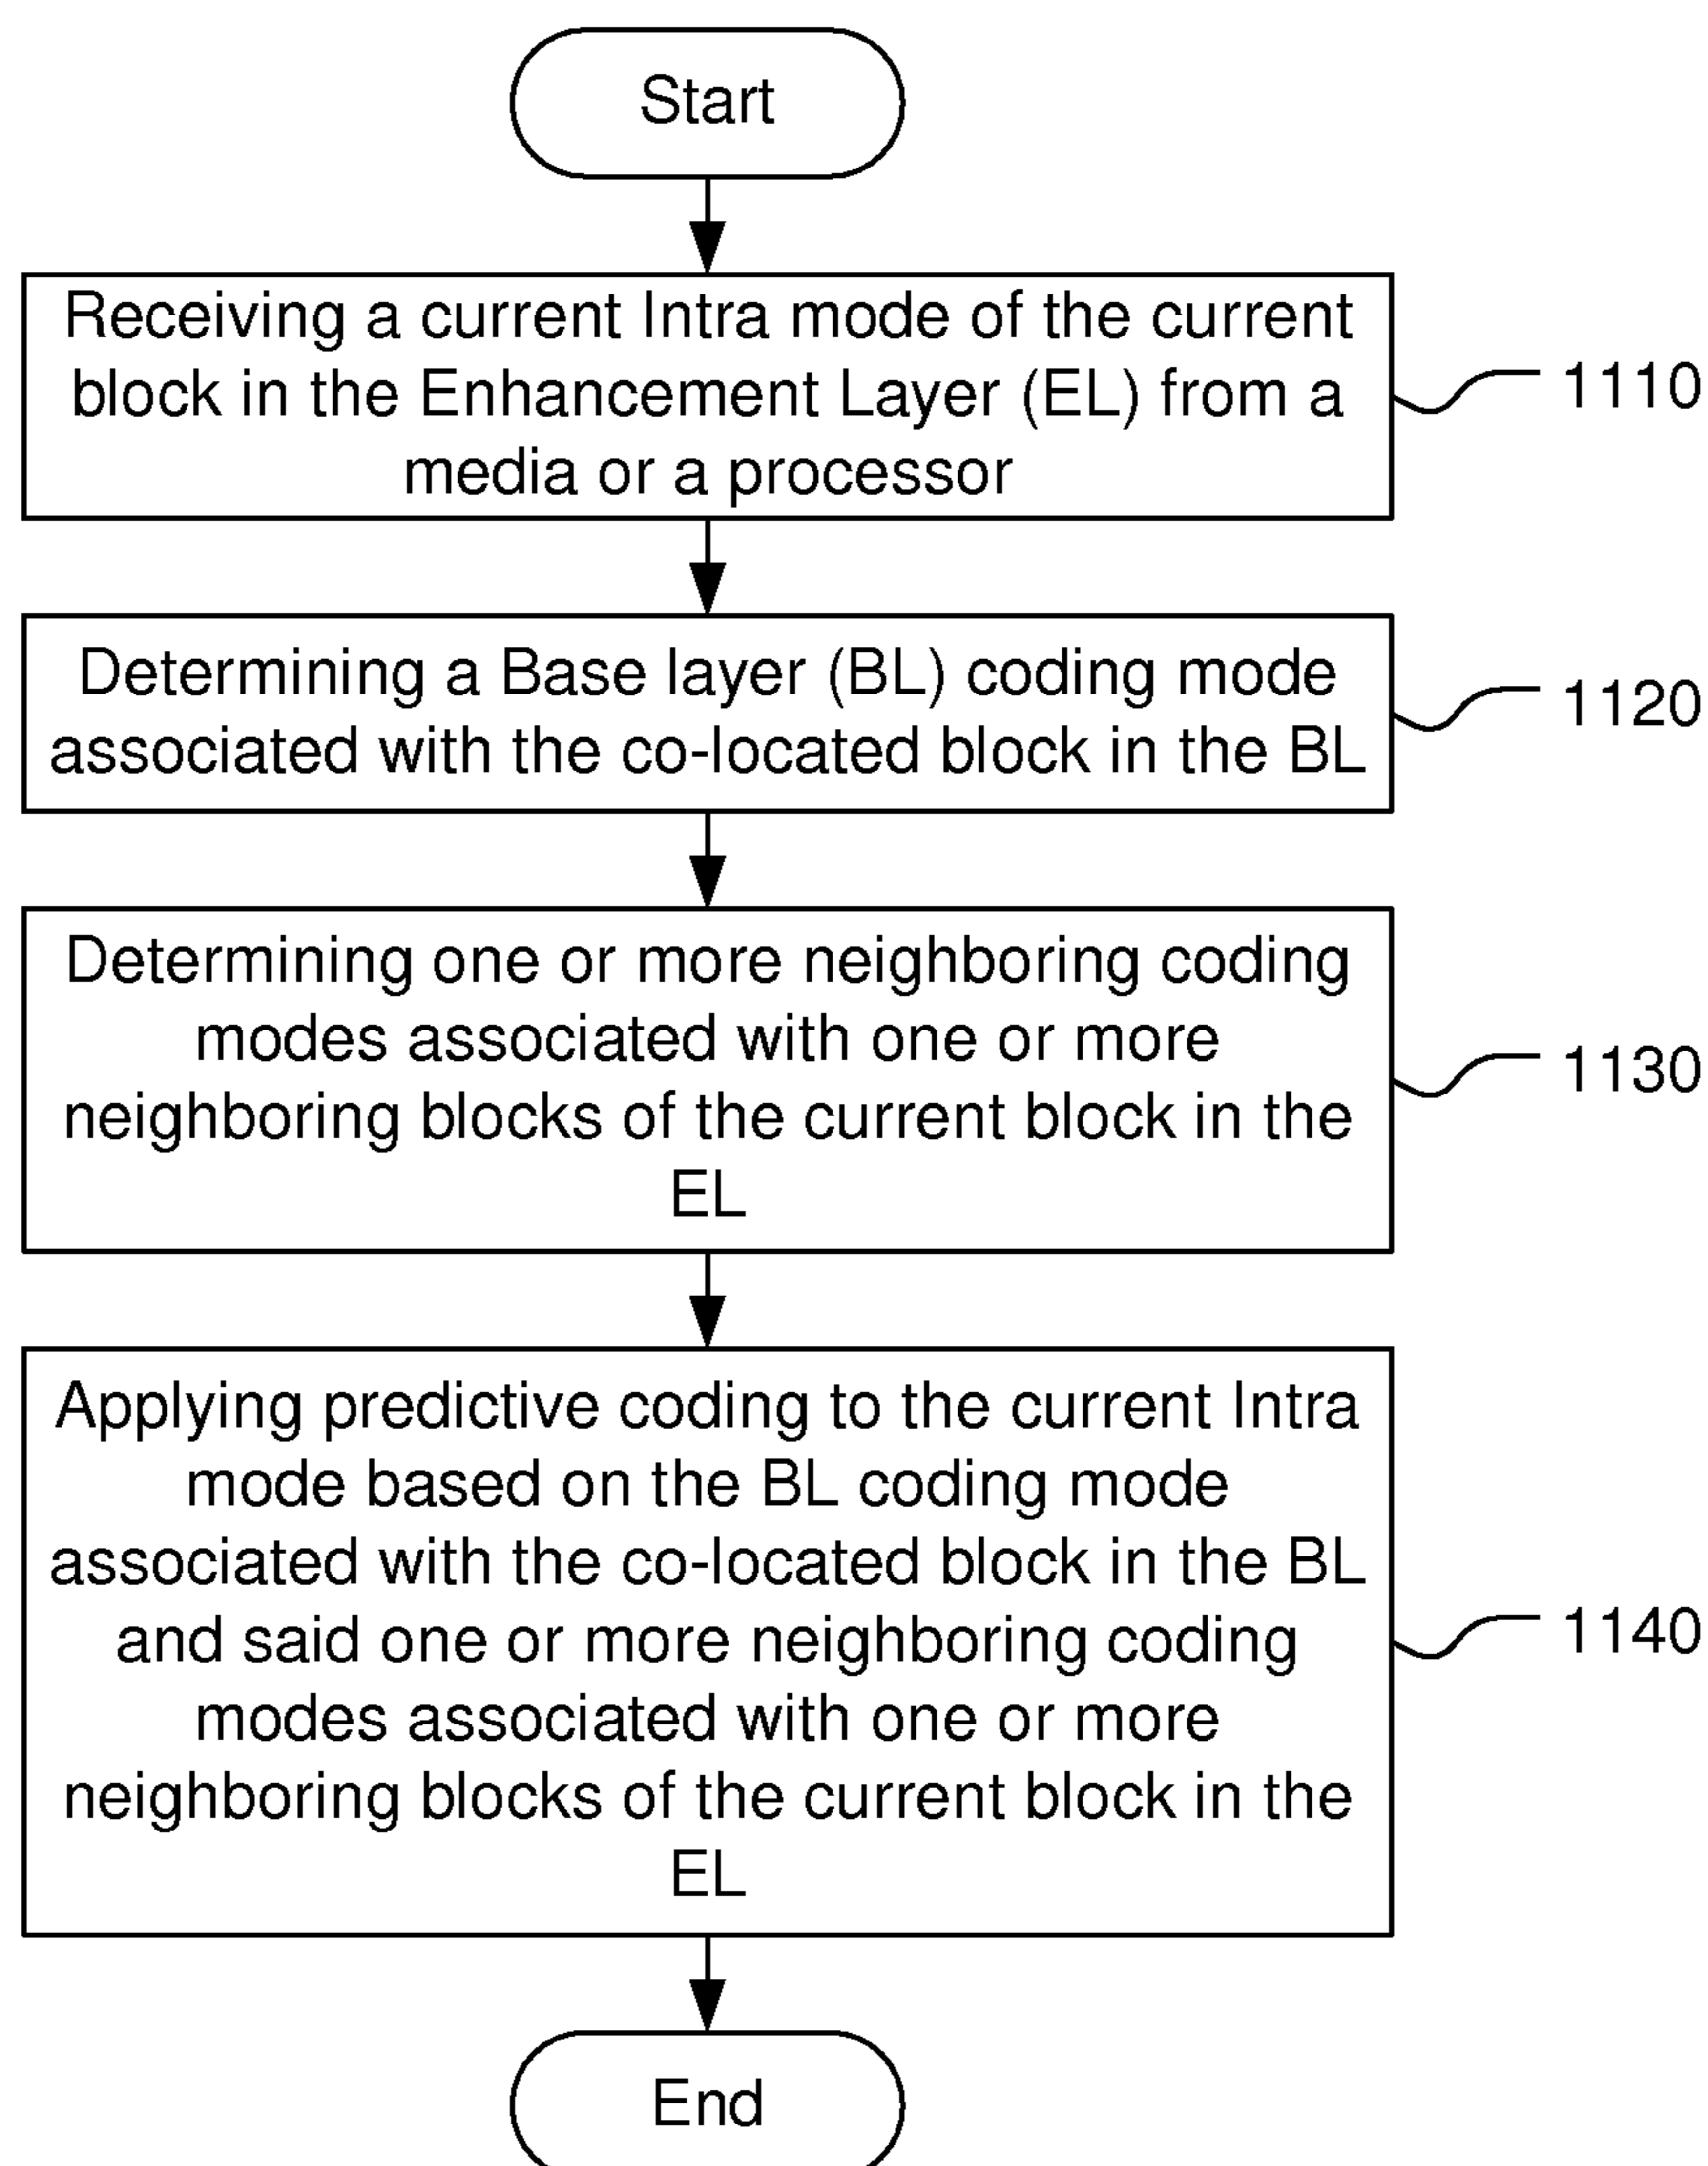 Start
Receiving a current Intra mode of the current
block in the Enhancement Layer (EL) from a
media or a processor
1110
Determining a Base layer (BL) coding mode
associated with the co-located block in the BL
1120
Determining one or more neighboring coding
modes associated with one or more
neighboring blocks of the current block in the
EL
1130
Applying predictive coding to the current Intra
mode based on the BL coding mode
associated with the co-located block in the BL
and said one or more neighboring coding
modes associated with one or more
neighboring blocks of the current block in the
EL
1140
End